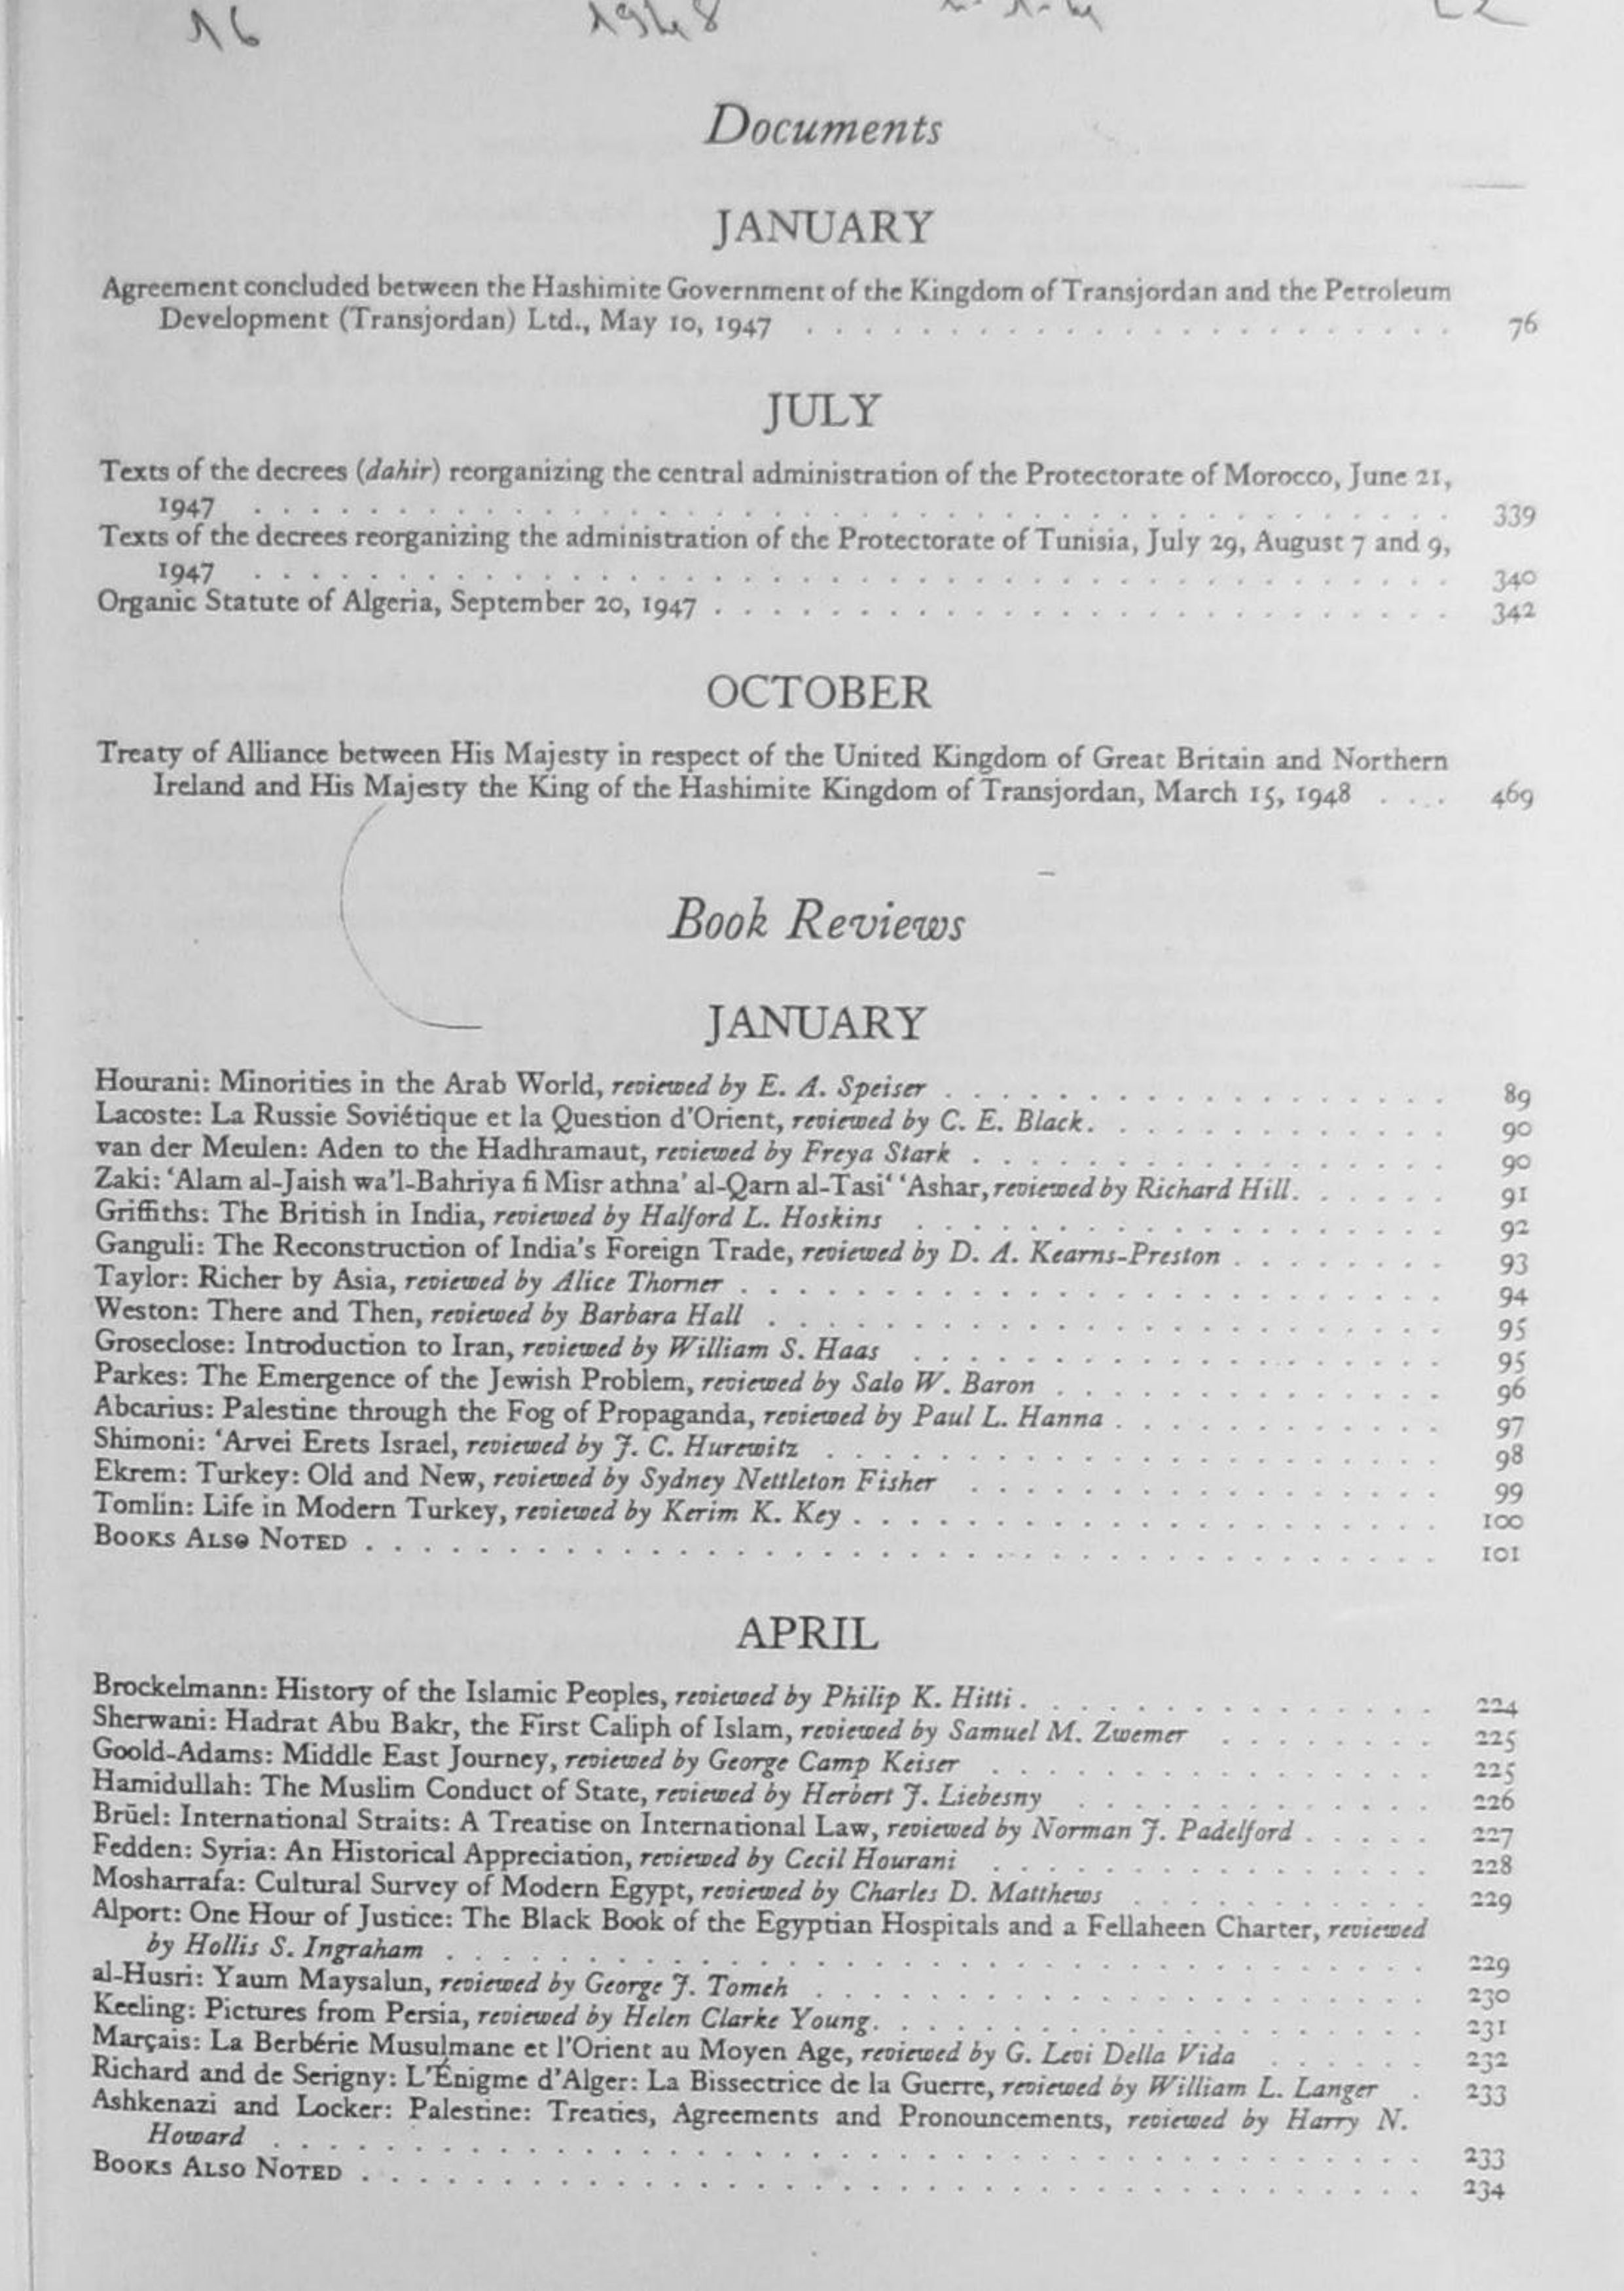 16 1948
Documents
JANUARY
Agreement concluded between the Hashimite Government of the Kingdom of Transjordan and the Petroleum
Development (Transjordan) Ltd., May 10, 1947 . . . . . . . . . . . . . . . . . . . . . . . 76
JULY
Texts of the decrees (dahir) reorganizing the central administration of the Protectorate of Morocco, June 21,
1947 . . . . . . . . . . . . . . . . . . . . . . . . . . . . . . . . . . . . . . . . . . 339
Texts of the decrees reorganizing the administration of the Protectorate of Tunisia, July 29, August 7 and 9,
1947 . . . . . . . . . . . . . . . . . . . . . . . . . . . . . . . . . . . . . . . . . . 340
Organic Statute of Algeria, September 20, 1947 . . . . . . . . . . . . . . . . . . . . . . . . . . 342
OCTOBER
Treaty of Alliance between His Majesty in respect of the United Kingdom of Great Britain and Northern
Ireland and His Majesty the King of the Hashimite Kingdom of Transjordan, March 15, 1948 . . . . 469
Book Reviews
JANUARY
Hourani: Minorities in the Arab World, reviewed by E. A. Speiser . . . . . . . . . . . . . . . . . . 89
Lacoste: La Russie Soviétique et la Question d'Orient, reviewed by C. E. Black. . . . . . . . . . . . . 90
van der Meulen: Aden to the Hadhramaut, reviewed by Freya Stark . . . . . . . . . . . . . . . . . 90
Zaki: ‘Alam al-Jaish wa'l-Bahriya fi Misr athna' al-Qarn al-Tasi‘ ‘Ashar, reviewed by Richard Hill. . . . . . 91
Griffiths: The British in India, reviewed by Halford L. Hoskins . . . . . . . . . . . . . . . . . . . 92
Ganguli: The Reconstruction of India's Foreign Trade, reviewed by D. A. Kearns-Preston . . . . . . . . 93
Taylor: Richer by Asia, reviewed by Alice Thorner . . . . . . . . . . . . . . . . . . . . . . . . . 94
Weston: There and Then, reviewed by Barbara Hall . . . . . . . . . . . . . . . . . . . . . . . . 95
Groseclose: Introduction to Iran, reviewed by William S. Haas . . . . . . . . . . . . . . . . . . . 95
Parkes: The Emergence of the Jewish Problem, reviewed by Salo W. Baron . . . . . . . . . . . . . . 96
Abcarius: Palestine through the Fog of Propaganda, reviewed by Paul L. Hanna . . . . . . . . . . . . 97
Shimoni: ‘Arvei Erets Israel, reviewed by J. C. Hurewitz . . . . . . . . . . . . . . . . . . . . . . 98
Ekrem: Turkey: Old and New, reviewed by Sydney Nettleton Fisher . . . . . . . . . . . . . . . . . 99
Tomlin: Life in Modern Turkey, reviewed by Kerim K. Key . . . . . . . . . . . . . . . . . . . . . 100
BOOKS ALSO NOTED . . . . . . . . . . . . . . . . . . . . . . . . . . . . . . . . . . . . . . 101
APRIL
Brockelmann: History of the Islamic Peoples, reviewed by Philip K. Hitti . . . . . . . . . . . . . . . 224
Sherwani: Hadrat Abu Bakr, the First Caliph of Islam, reviewed by Samuel M. Zwemer . . . . . . . . 225
Goold-Adams: Middle East Journey, reviewed by George Camp Keiser . . . . . . . . . . . . . . . . 225
Hamidullah: The Muslim Conduct of State, reviewed by Herbert J. Liebesny . . . . . . . . . . . . . 226
Brüel: International Straits: A Treatise on International Law, reviewed by Norman J. Padelford . . . . . 227
Fedden: Syria: An Historical Appreciation, reviewed by Cecil Hourani . . . . . . . . . . . . . . . . 228
Mosharrafa: Cultural Survey of Modern Egypt, reviewed by Charles D. Matthews . . . . . . . . . . . 229
Alport: One Hour of Justice: The Black Book of the Egyptian Hospitals and a Fellaheen Charter, reviewed
by Hollis S. Ingraham . . . . . . . . . . . . . . . . . . . . . . . . . . . . . . . . . . . 229
al-Husri: Yaum Maysalun, reviewed by George J. Tomeh . . . . . . . . . . . . . . . . . . . . . . 230
Keeling: Pictures from Persia, reviewed by Helen Clarke Young. . . . . . . . . . . . . . . . . . . . 231
Marçais: La Berbérie Musulmane et l'Orient au Moyen Age, reviewed by G. Levi Della Vida . . . . . . 232
Richard and de Serigny: L'Énigme d'Alger: La Bissectrice de la Guerre, reviewed by William L. Langer . 233
Ashkenazi and Locker: Palestine: Treaties, Agreements and Pronouncements, reviewed by Harry N.
Howard . . . . . . . . . . . . . . . . . . . . . . . . . . . . . . . . . . . . . . . . . 233
BOOKS ALSO NOTED . . . . . . . . . . . . . . . . . . . . . . . . . . . . . . . . . . . . . 234